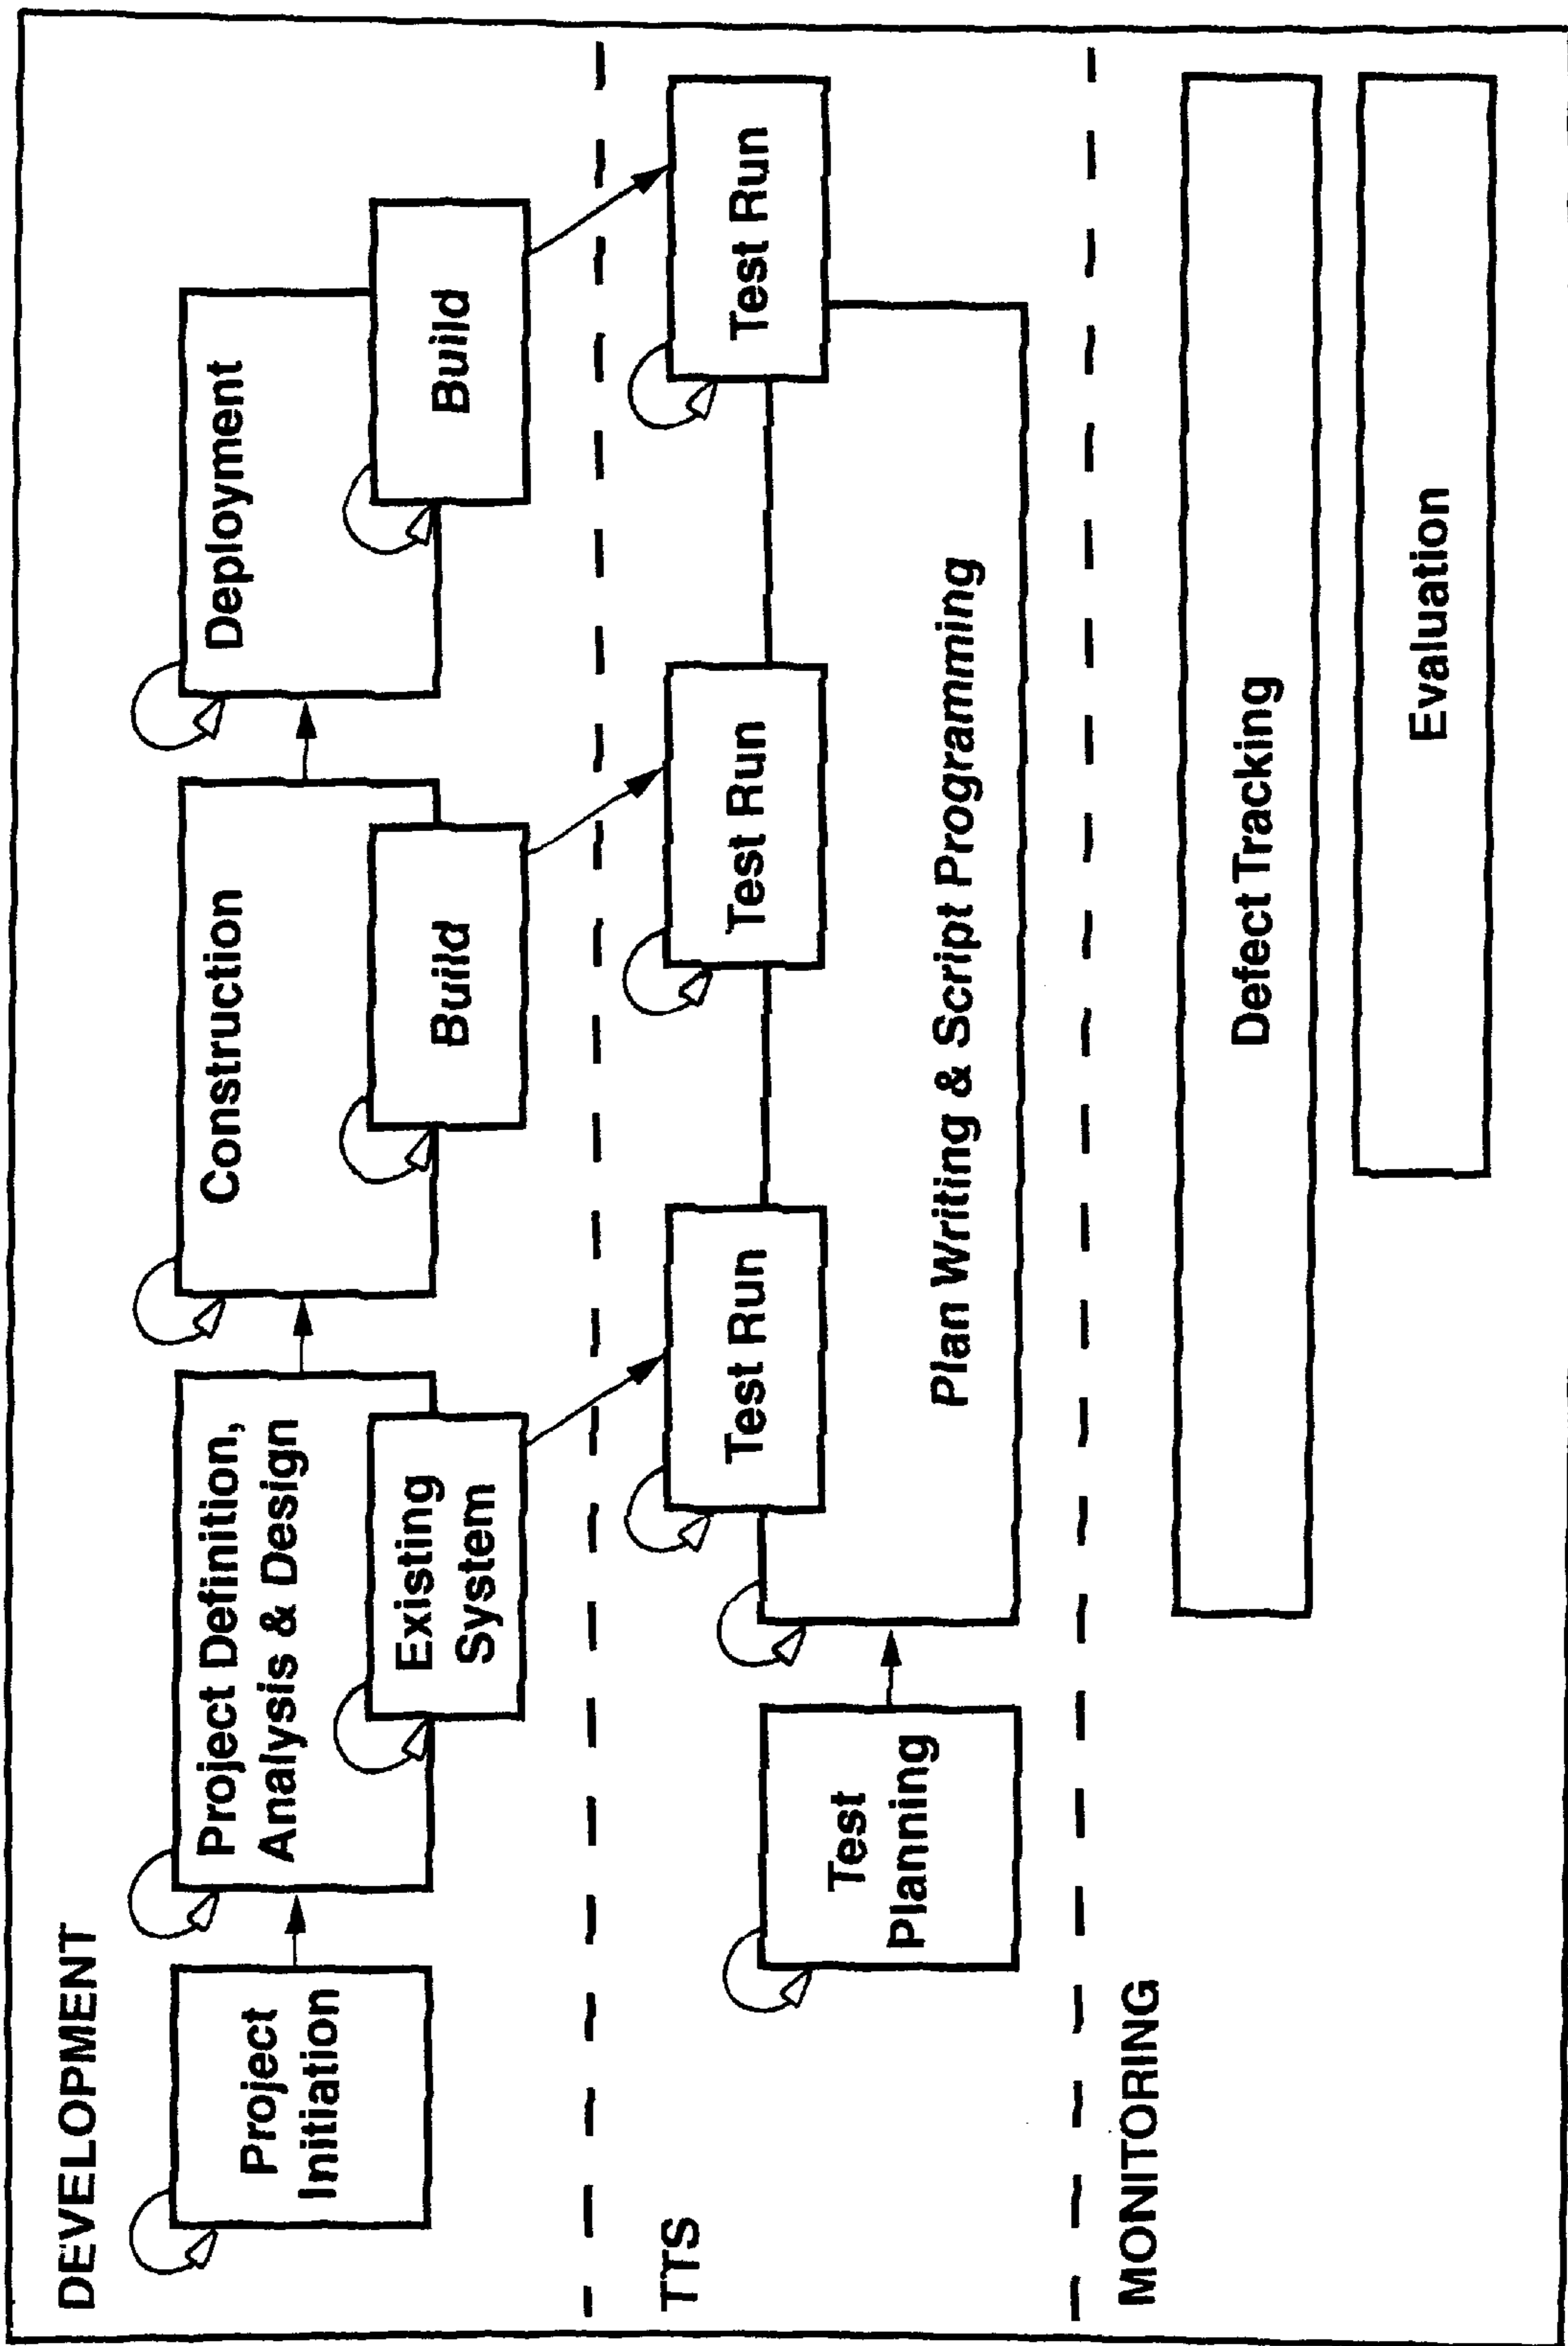 DEVELOPMENT
Project
Initiation
Project Definition,
Analysis & Design
Existing
System
Construction
Build
Deployment
Build
TTS
Test
Planning
Test Run
Test Run
Test Run
Plan Writing & Script Programming
MONITORING
Defect Tracking
Evaluation